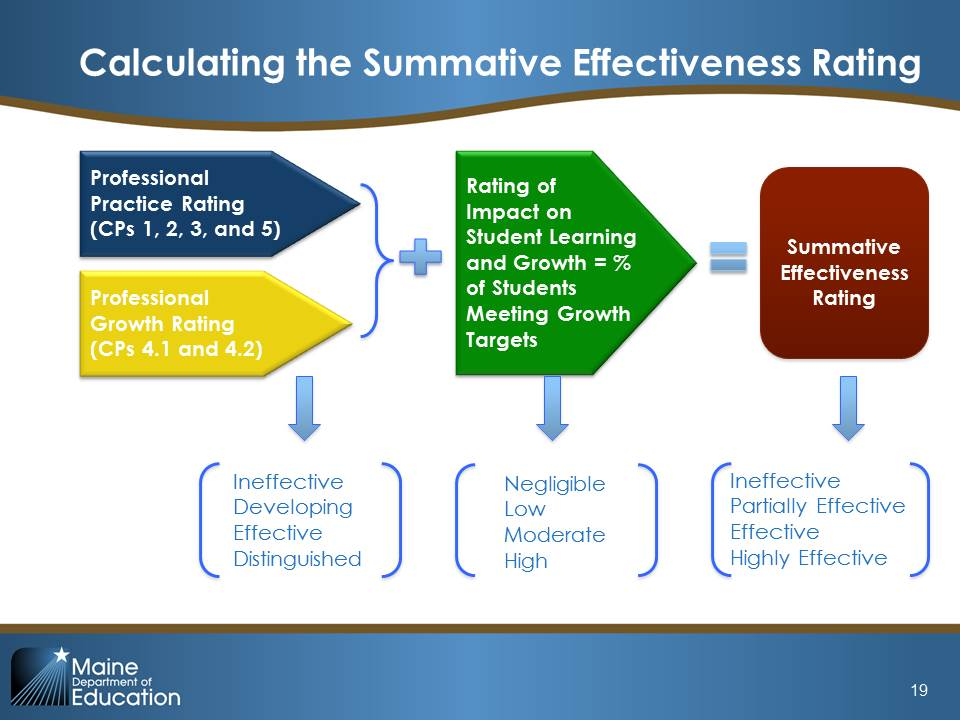 Calculating the Summative Effectiveness Rating
Professional
Practice Rating
(CPs 1, 2, 3, and 5)
Professional
Growth Rating
(CPs 4.1 and 4.2)
Rating of
Impact on
Student Learning
and Growth = %
of Students
Meeting Growth
Targets
Summative
Effectiveness
Rating
Ineffective
Developing
Effective
Distinguished
Negligible
Low
Moderate
High
Ineffective
Partially Effective
Effective
Highly Effective
Maine
Department of
Education
19